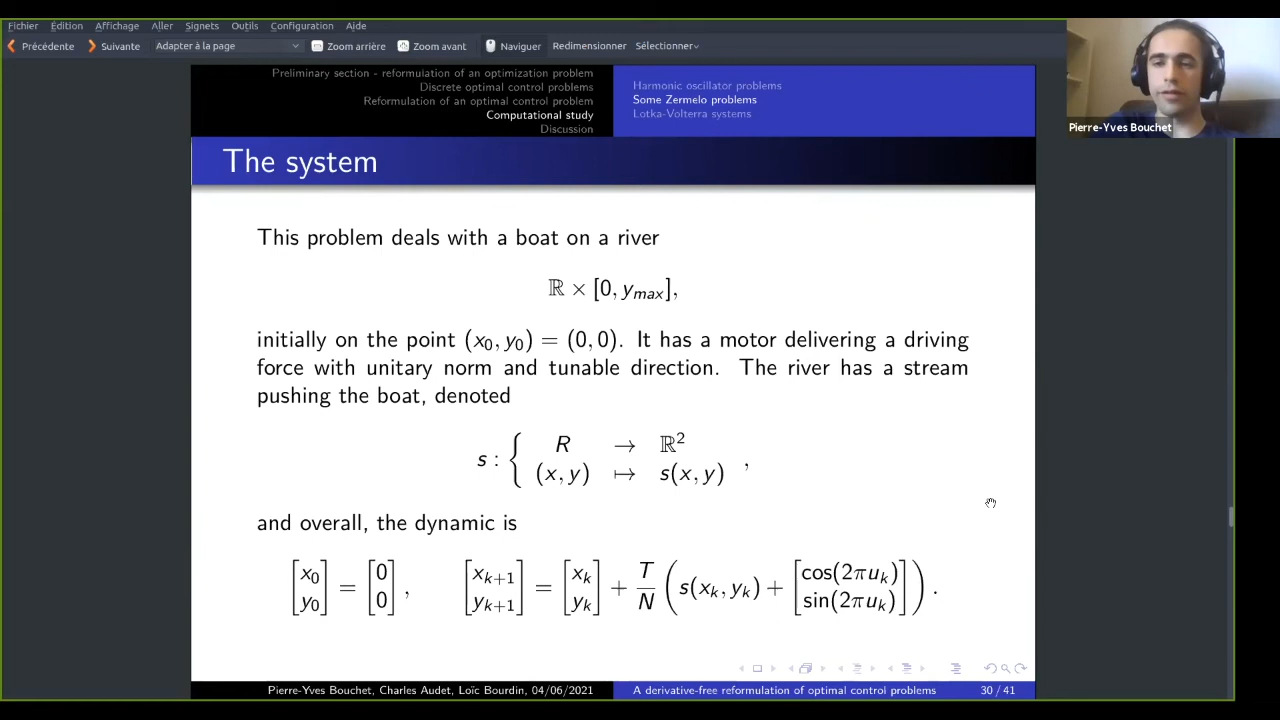 Fichier Édition Affichage Aller Signets Outils Configuration Aide
Précédente Suivante Adapter à la page Zoom arrière Zoom avant Naviguer Redimensionner Sélectionner
Pierre-Yves Bouchet
Preliminary section - reformulation of an optimization problem
Discrete optimal control problems
Reformulation of an optimal control problem
Computational study
Discussion
Harmonic oscillator problems
Some Zermelo problems
Lotka-Volterra systems
The system
This problem deals with a boat on a river
ℝ × [0, y_max],
initially on the point (x₀, y₀) = (0, 0). It has a motor delivering a driving
force with unitary norm and tunable direction. The river has a stream
pushing the boat, denoted
s : { R → ℝ²
(x, y) ↦ s(x, y) ,
and overall, the dynamic is
[x₀ y₀] = [0 0] , [x_{k+1} y_{k+1}] = [x_k y_k] + T/N ( s(x_k, y_k) + [cos(2πu_k) sin(2πu_k)] ) .
Pierre-Yves Bouchet, Charles Audet, Loïc Bourdin, 04/06/2021 A derivative-free reformulation of optimal control problems 30 / 41